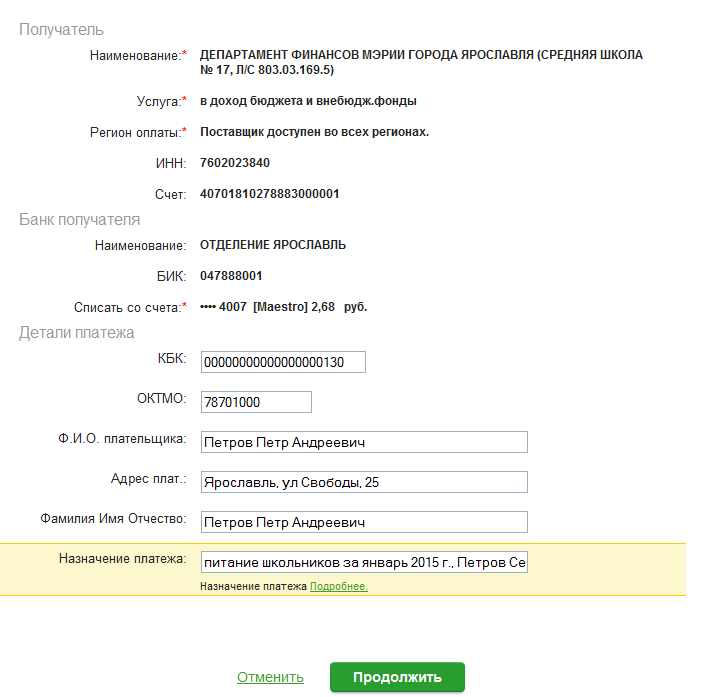 Получатель
Наименование:* ДЕПАРТАМЕНТ ФИНАНСОВ МЭРИИ ГОРОДА ЯРОСЛАВЛЯ (СРЕДНЯЯ ШКОЛА
№ 17, Л/С 803.03.169.5)
Услуга:* в доход бюджета и внебюдж.фонды
Регион оплаты:* Поставщик доступен во всех регионах.
ИНН: 7602023840
Счет: 40701810278883000001
Банк получателя
Наименование: ОТДЕЛЕНИЕ ЯРОСЛАВЛЬ
БИК: 047888001
Списать со счета:* •••• 4007 [Maestro] 2,68 руб.
Детали платежа
КБК: 00000000000000000130
ОКТМО: 78701000
Ф.И.О. плательщика: Петров Петр Андреевич
Адрес плат.: Ярославль, ул Свободы, 25
Фамилия Имя Отчество: Петров Петр Андреевич
Назначение платежа: питание школьников за январь 2015 г., Петров Се
Назначение платежа Подробнее.
Отменить Продолжить